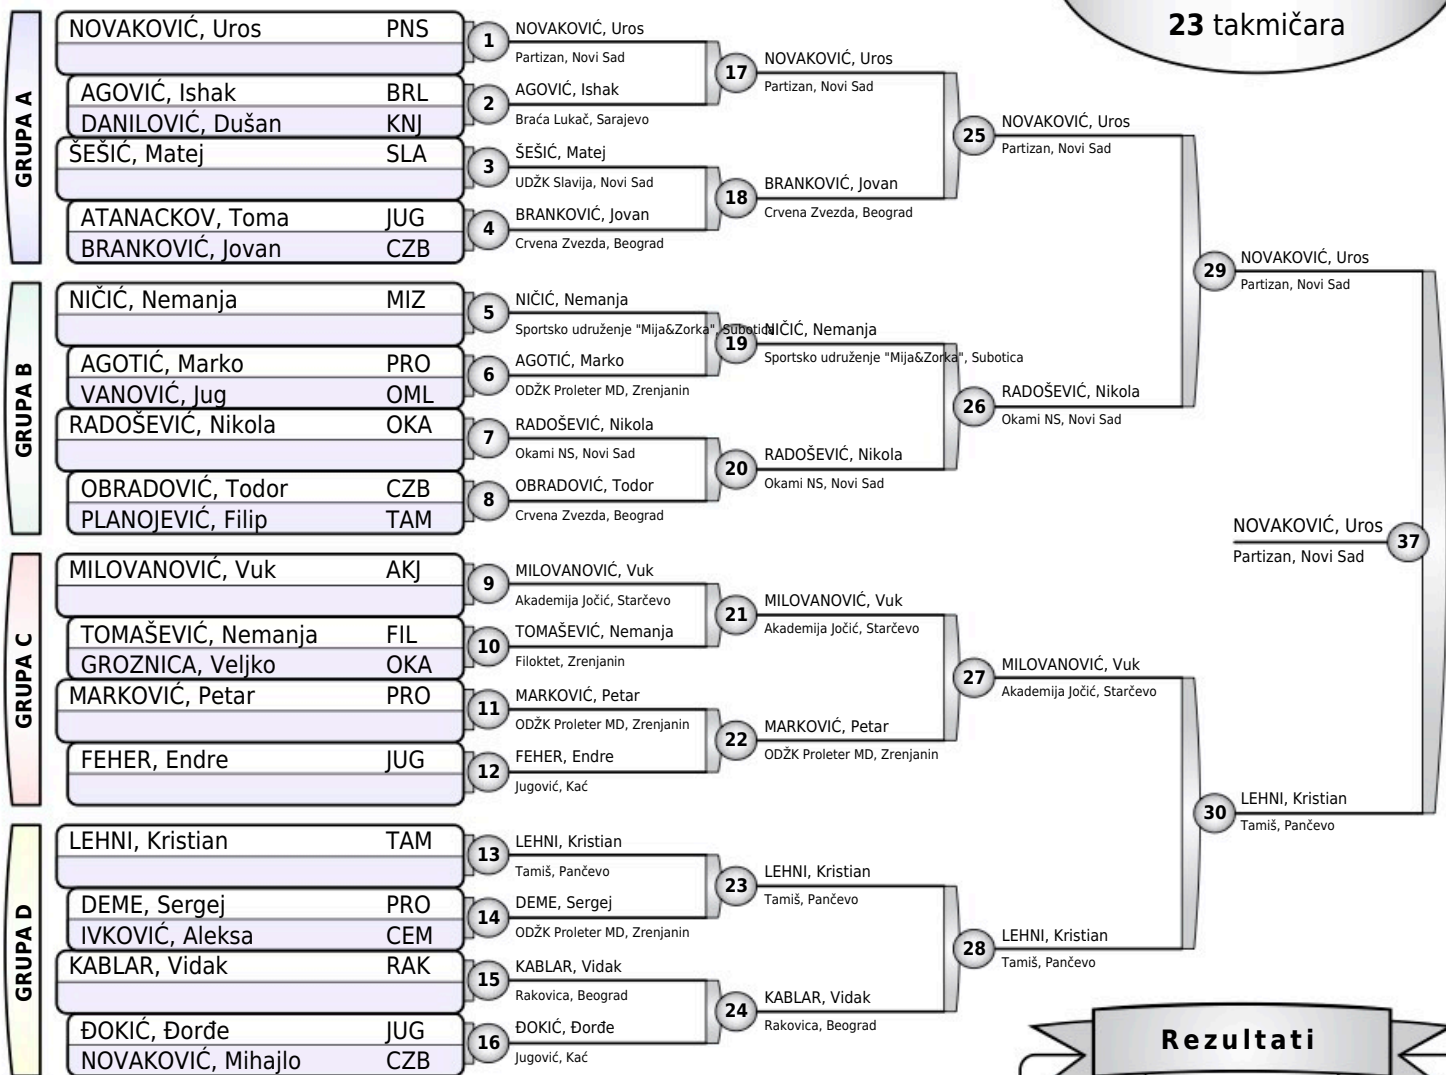 23 takmičara
GRUPA A
NOVAKOVIĆ, Uros PNS
AGOVIĆ, Ishak BRL
DANILOVIĆ, Dušan KNJ
ŠEŠIĆ, Matej SLA
ATANACKOV, Toma JUG
BRANKOVIĆ, Jovan CZB
GRUPA B
NIČIĆ, Nemanja MIZ
AGOTIĆ, Marko PRO
VANOVIĆ, Jug OML
RADOŠEVIĆ, Nikola OKA
OBRADOVIĆ, Todor CZB
PLANOJEVIĆ, Filip TAM
GRUPA C
MILOVANOVIĆ, Vuk AKJ
TOMAŠEVIĆ, Nemanja FIL
GROZNICA, Veljko OKA
MARKOVIĆ, Petar PRO
FEHER, Endre JUG
GRUPA D
LEHNI, Kristian TAM
DEME, Sergej PRO
IVKOVIĆ, Aleksa CEM
KABLAR, Vidak RAK
ĐOKIĆ, Đorđe JUG
NOVAKOVIĆ, Mihajlo CZB
1 NOVAKOVIĆ, Uros
Partizan, Novi Sad
2 AGOVIĆ, Ishak
Braća Lukač, Sarajevo
3 ŠEŠIĆ, Matej
UDŽK Slavija, Novi Sad
4 BRANKOVIĆ, Jovan
Crvena Zvezda, Beograd
5 NIČIĆ, Nemanja
Sportsko udruženje "Mija&Zorka", Subotica
6 AGOTIĆ, Marko
ODŽK Proleter MD, Zrenjanin
7 RADOŠEVIĆ, Nikola
Okami NS, Novi Sad
8 OBRADOVIĆ, Todor
Crvena Zvezda, Beograd
9 MILOVANOVIĆ, Vuk
Akademija Jočić, Starčevo
10 TOMAŠEVIĆ, Nemanja
Filoktet, Zrenjanin
11 MARKOVIĆ, Petar
ODŽK Proleter MD, Zrenjanin
12 FEHER, Endre
Jugović, Kać
13 LEHNI, Kristian
Tamiš, Pančevo
14 DEME, Sergej
ODŽK Proleter MD, Zrenjanin
15 KABLAR, Vidak
Rakovica, Beograd
16 ĐOKIĆ, Đorđe
Jugović, Kać
17 NOVAKOVIĆ, Uros
Partizan, Novi Sad
18 BRANKOVIĆ, Jovan
Crvena Zvezda, Beograd
19 NIČIĆ, Nemanja
Sportsko udruženje "Mija&Zorka", Subotica
20 RADOŠEVIĆ, Nikola
Okami NS, Novi Sad
21 MILOVANOVIĆ, Vuk
Akademija Jočić, Starčevo
22 MARKOVIĆ, Petar
ODŽK Proleter MD, Zrenjanin
23 LEHNI, Kristian
Tamiš, Pančevo
24 KABLAR, Vidak
Rakovica, Beograd
25 NOVAKOVIĆ, Uros
Partizan, Novi Sad
26 RADOŠEVIĆ, Nikola
Okami NS, Novi Sad
27 MILOVANOVIĆ, Vuk
Akademija Jočić, Starčevo
28 LEHNI, Kristian
Tamiš, Pančevo
29 NOVAKOVIĆ, Uros
Partizan, Novi Sad
30 LEHNI, Kristian
Tamiš, Pančevo
NOVAKOVIĆ, Uros 37
Partizan, Novi Sad
Rezultati